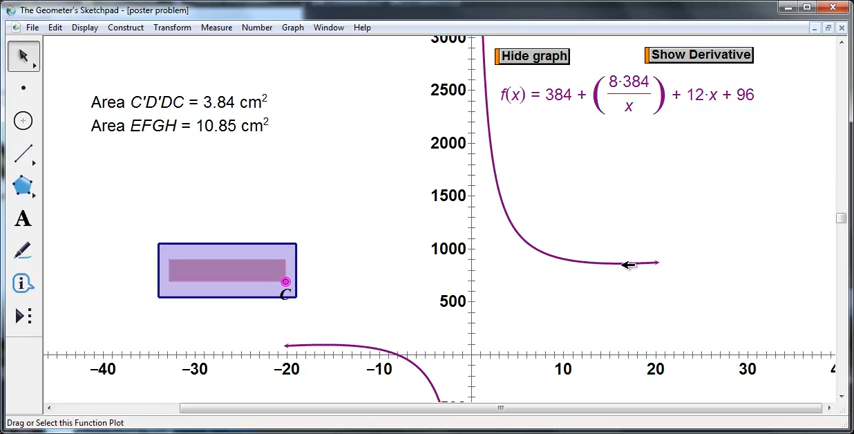 The Geometer's Sketchpad - [poster problem]
File Edit Display Construct Transform Measure Number Graph Window Help
Hide graph Show Derivative
f(x) = 384 + (8·384/x) + 12·x + 96
Area C'D'DC = 3.84 cm²
Area EFGH = 10.85 cm²
A
C
3000
2500
2000
1500
1000
500
−40 −30 −20 −10 10 20 30
Drag or Select this Function Plot